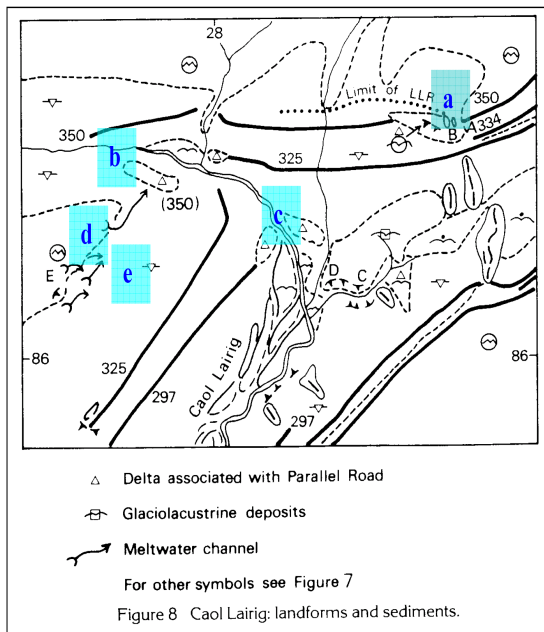 28
Limit of LLR
a
350
B
A
334
350
b
325
(350)
c
d
e
E
D
C
86
86
325
297
Caol Lairig
297
Delta associated with Parallel Road
Glaciolacustrine deposits
Meltwater channel
For other symbols see Figure 7
Figure 8 Caol Lairig: landforms and sediments.